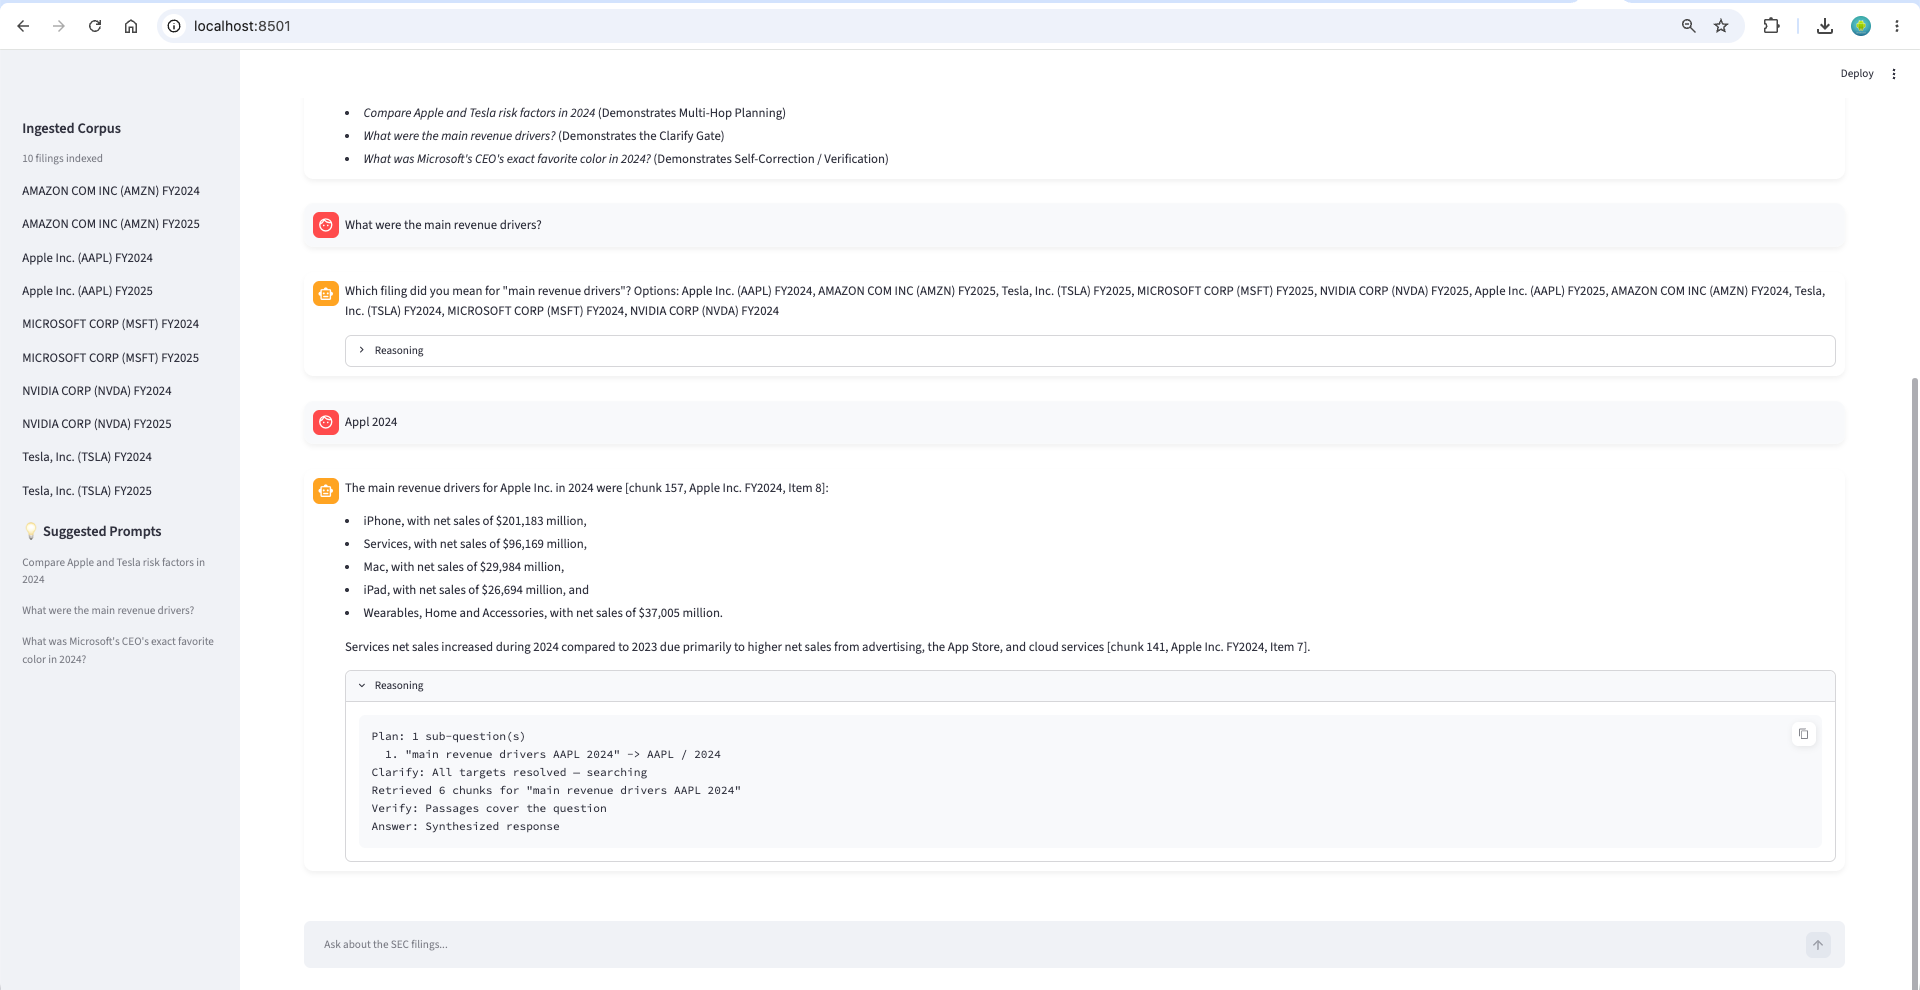 localhost:8501
Deploy
Ingested Corpus
10 filings indexed
AMAZON COM INC (AMZN) FY2024
AMAZON COM INC (AMZN) FY2025
Apple Inc. (AAPL) FY2024
Apple Inc. (AAPL) FY2025
MICROSOFT CORP (MSFT) FY2024
MICROSOFT CORP (MSFT) FY2025
NVIDIA CORP (NVDA) FY2024
NVIDIA CORP (NVDA) FY2025
Tesla, Inc. (TSLA) FY2024
Tesla, Inc. (TSLA) FY2025
Suggested Prompts
Compare Apple and Tesla risk factors in
2024
What were the main revenue drivers?
What was Microsoft's CEO's exact favorite
color in 2024?
• Compare Apple and Tesla risk factors in 2024 (Demonstrates Multi-Hop Planning)
• What were the main revenue drivers? (Demonstrates the Clarify Gate)
• What was Microsoft's CEO's exact favorite color in 2024? (Demonstrates Self-Correction / Verification)
What were the main revenue drivers?
Which filing did you mean for "main revenue drivers"? Options: Apple Inc. (AAPL) FY2024, AMAZON COM INC (AMZN) FY2025, Tesla, Inc. (TSLA) FY2025, MICROSOFT CORP (MSFT) FY2025, NVIDIA CORP (NVDA) FY2025, Apple Inc. (AAPL) FY2025, AMAZON COM INC (AMZN) FY2024, Tesla,
Inc. (TSLA) FY2024, MICROSOFT CORP (MSFT) FY2024, NVIDIA CORP (NVDA) FY2024
Reasoning
Appl 2024
The main revenue drivers for Apple Inc. in 2024 were [chunk 157, Apple Inc. FY2024, Item 8]:
• iPhone, with net sales of $201,183 million,
• Services, with net sales of $96,169 million,
• Mac, with net sales of $29,984 million,
• iPad, with net sales of $26,694 million, and
• Wearables, Home and Accessories, with net sales of $37,005 million.
Services net sales increased during 2024 compared to 2023 due primarily to higher net sales from advertising, the App Store, and cloud services [chunk 141, Apple Inc. FY2024, Item 7].
Reasoning
Plan: 1 sub-question(s)
1. "main revenue drivers AAPL 2024" -> AAPL / 2024
Clarify: All targets resolved — searching
Retrieved 6 chunks for "main revenue drivers AAPL 2024"
Verify: Passages cover the question
Answer: Synthesized response
Ask about the SEC filings...